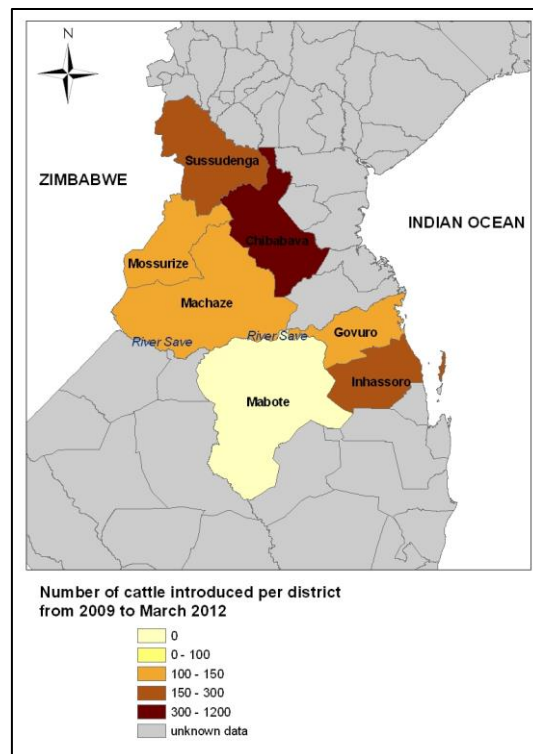 N
Sussudenga
ZIMBABWE
INDIAN OCEAN
Chibabava
Mossurize
Machaze
River Save
River Save
Govuro
Inhassoro
Mabote
Number of cattle introduced per district
from 2009 to March 2012
0
0 - 100
100 - 150
150 - 300
300 - 1200
unknown data